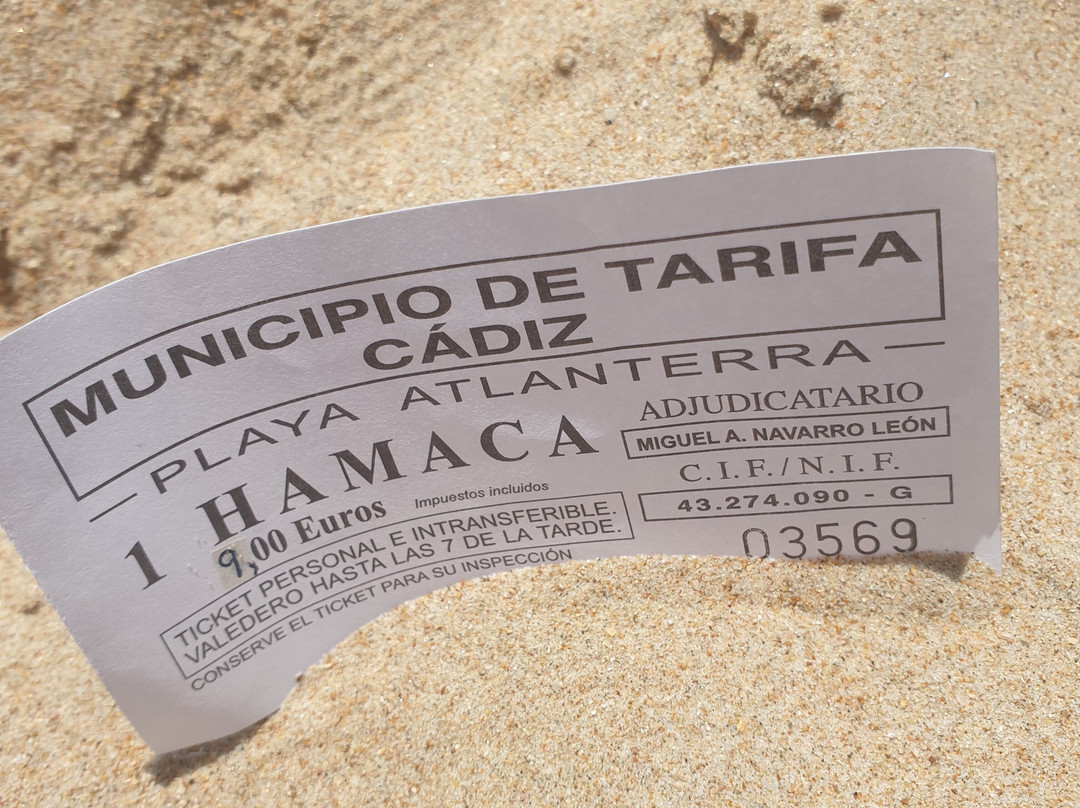 MUNICIPIO DE TARIFA
CÁDIZ
PLAYA ATLANTERRA
1 HAMACA
9,00 Euros Impuestos incluidos
TICKET PERSONAL E INTRANSFERIBLE.
VALEDERO HASTA LAS 7 DE LA TARDE.
CONSERVE EL TICKET PARA SU INSPECCIÓN
ADJUDICATARIO
MIGUEL A. NAVARRO LEÓN
C.I.F./N.I.F.
43.274.090 - G
03569